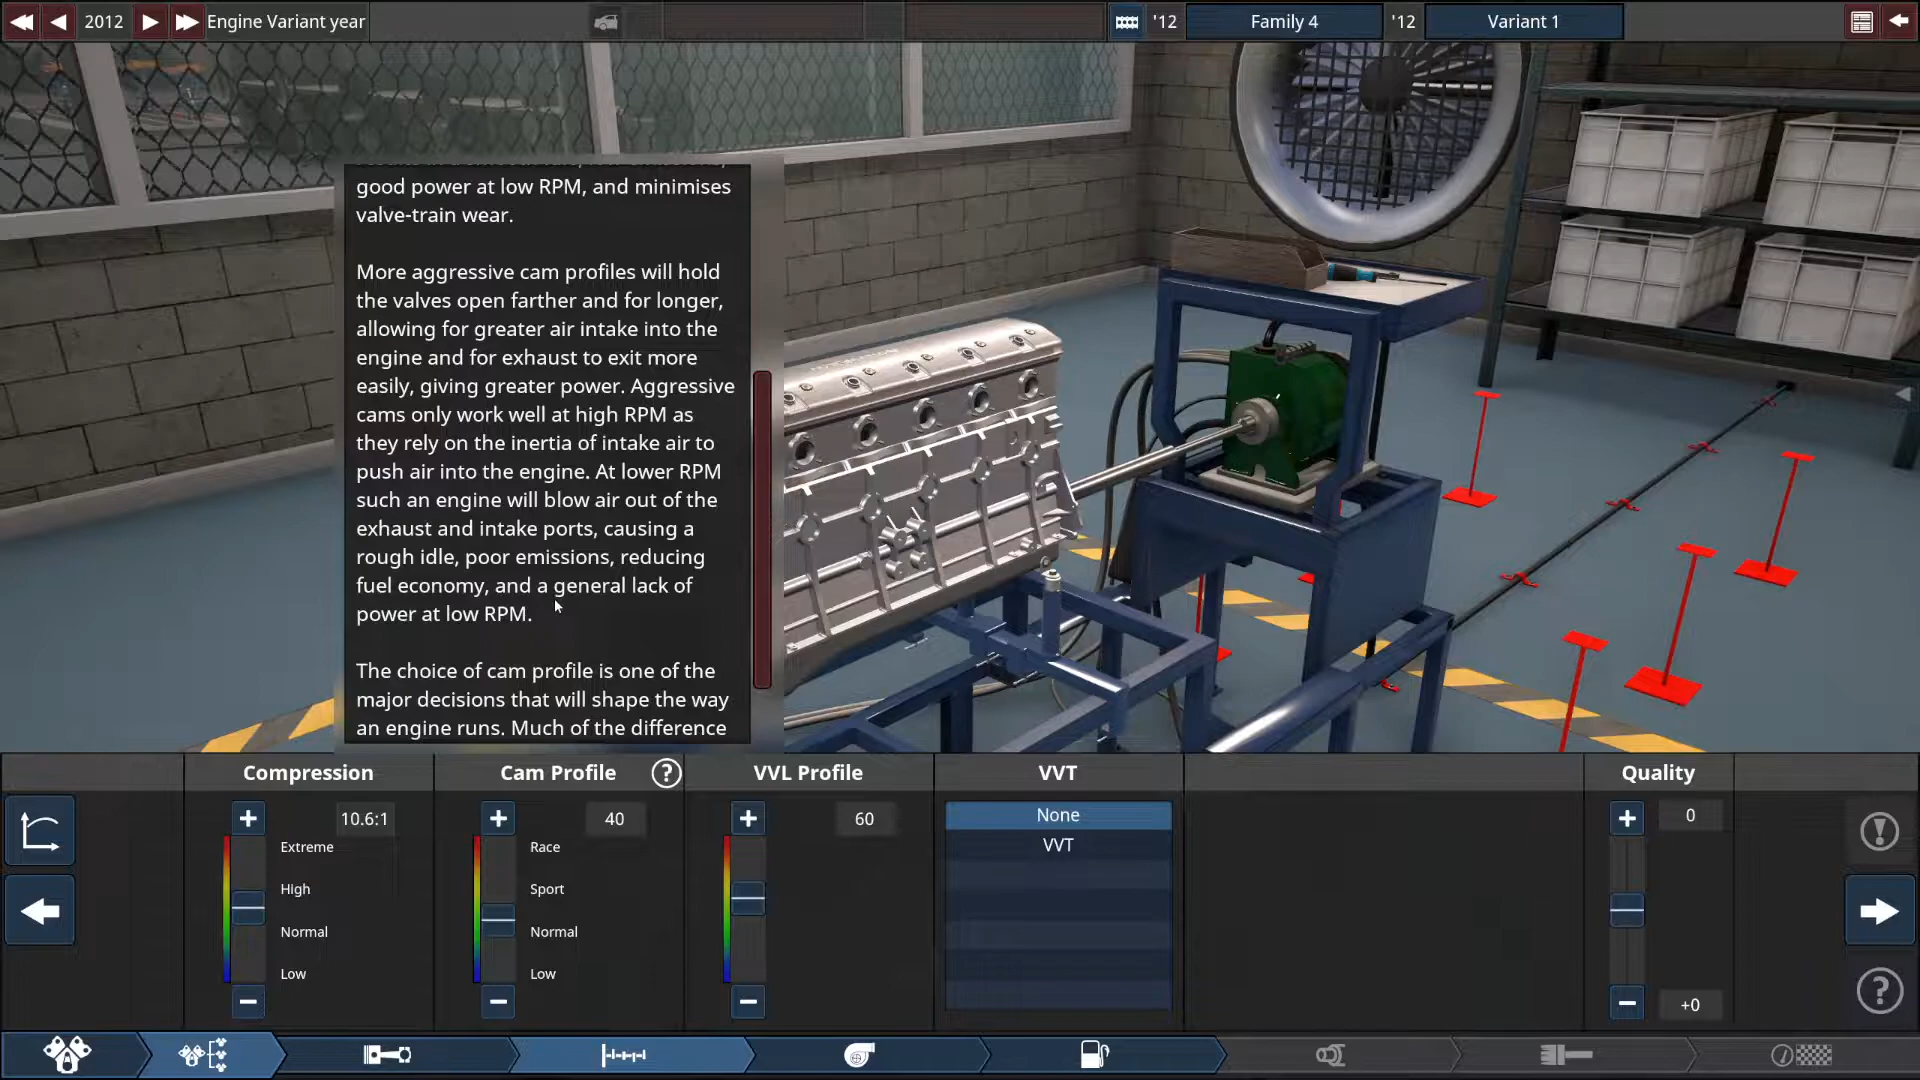 2012
Engine Variant year
'12
Family 4
'12
Variant 1
good power at low RPM, and minimises
valve-train wear.
More aggressive cam profiles will hold
the valves open farther and for longer,
allowing for greater air intake into the
engine and for exhaust to exit more
easily, giving greater power. Aggressive
cams only work well at high RPM as
they rely on the inertia of intake air to
push air into the engine. At lower RPM
such an engine will blow air out of the
exhaust and intake ports, causing a
rough idle, poor emissions, reducing
fuel economy, and a general lack of
power at low RPM.
The choice of cam profile is one of the
major decisions that will shape the way
an engine runs. Much of the difference
Compression
10.6:1
Extreme
High
Normal
Low
Cam Profile
?
40
Race
Sport
Normal
Low
VVL Profile
60
VVT
None
VVT
Quality
0
+0